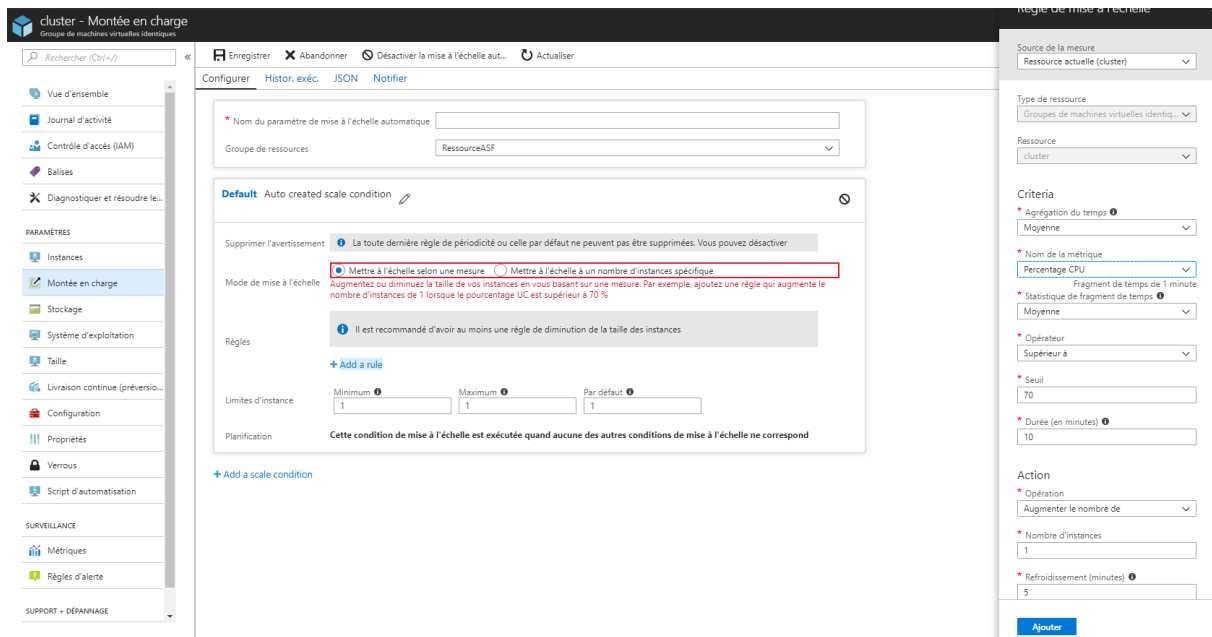 cluster - Montée en charge
Groupe de machines virtuelles identiques
Rechercher (Ctrl+/)
«
Vue d'ensemble
Journal d'activité
Contrôle d'accès (IAM)
Balises
Diagnostiquer et résoudre le...
PARAMÈTRES
Instances
Montée en charge
Stockage
Système d'exploitation
Taille
Livraison continue (préversio...
Configuration
Propriétés
Verrous
Script d'automatisation
SURVEILLANCE
Métriques
Règles d'alerte
SUPPORT + DÉPANNAGE
Enregistrer Abandonner Désactiver la mise à l'échelle aut... Actualiser
Configurer Histor. exéc. JSON Notifier
* Nom du paramètre de mise à l'échelle automatique
Groupe de ressources RessourceASF
Default Auto created scale condition
Supprimer l'avertissement La toute dernière règle de périodicité ou celle par défaut ne peuvent pas être supprimées. Vous pouvez désactiver
Mettre à l'échelle selon une mesure Mettre à l'échelle à un nombre d'instances spécifique
Mode de mise à l'échelle Augmentez ou diminuez la taille de vos instances en vous basant sur une mesure. Par exemple, ajoutez une règle qui augmente le
nombre d'instances de 1 lorsque le pourcentage UC est supérieur à 70 %
Il est recommandé d'avoir au moins une règle de diminution de la taille des instances
Règles
+ Add a rule
Minimum Maximum Par défaut
Limites d'instance 1 1 1
Planification Cette condition de mise à l'échelle est exécutée quand aucune des autres conditions de mise à l'échelle ne correspond
+ Add a scale condition
Règle de mise à l'échelle
Source de la mesure
Ressource actuelle (cluster)
Type de ressource
Groupes de machines virtuelles identiq...
Ressource
cluster
Criteria
* Agrégation du temps
Moyenne
* Nom de la métrique
Percentage CPU
Fragment de temps de 1 minute
* Statistique de fragment de temps
Moyenne
* Opérateur
Supérieur à
* Seuil
70
* Durée (en minutes)
10
Action
* Opération
Augmenter le nombre de
* Nombre d'instances
1
* Refroidissement (minutes)
5
Ajouter